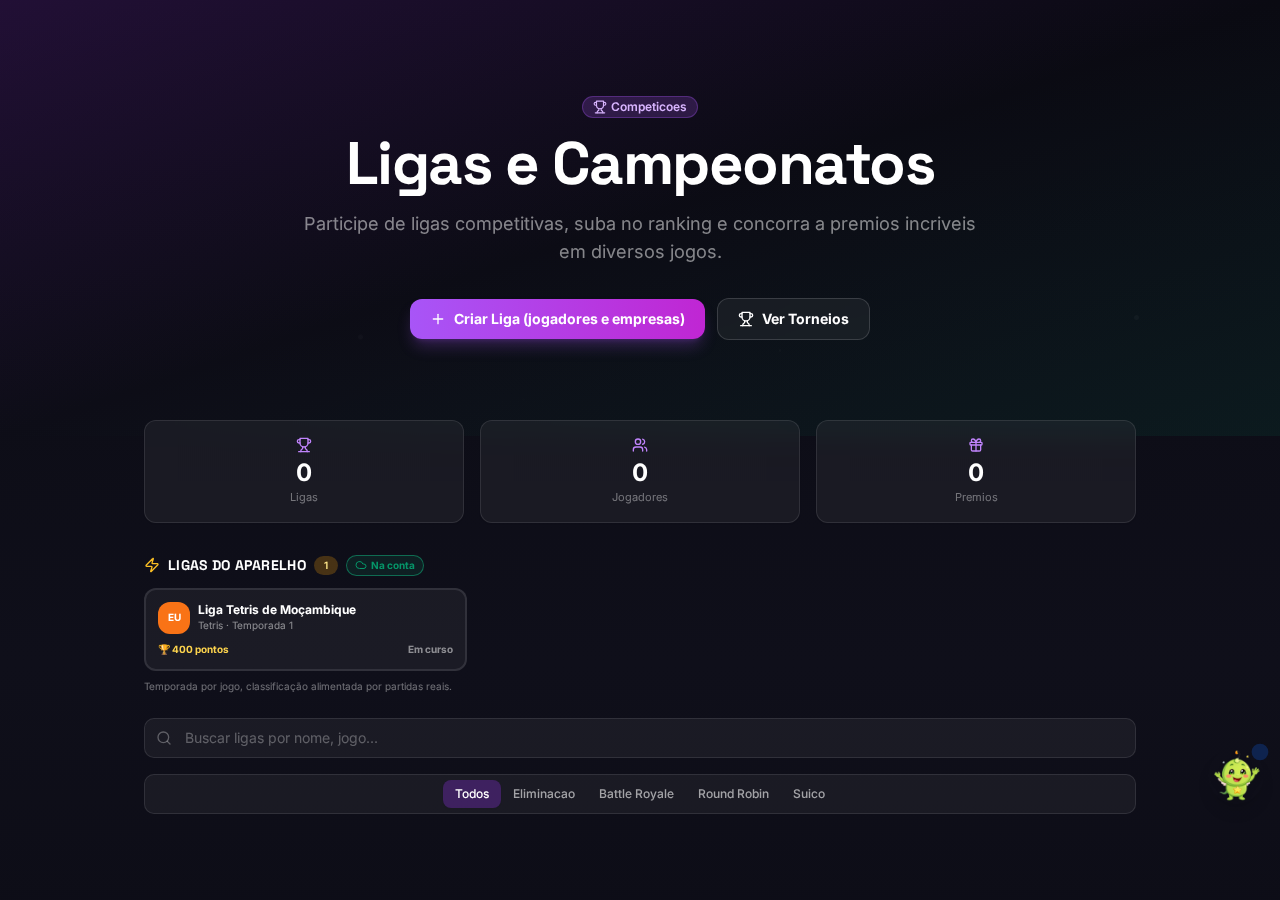 Competicoes
Ligas e Campeonatos
Participe de ligas competitivas, suba no ranking e concorra a premios incriveis
em diversos jogos.
Criar Liga (jogadores e empresas)
Ver Torneios
0
Ligas
0
Jogadores
0
Premios
LIGAS DO APARELHO
1
Na conta
EU
Liga Tetris de Moçambique
Tetris · Temporada 1
🏆 400 pontos
Em curso
Temporada por jogo, classificação alimentada por partidas reais.
Buscar ligas por nome, jogo...
Todos
Eliminacao
Battle Royale
Round Robin
Suico